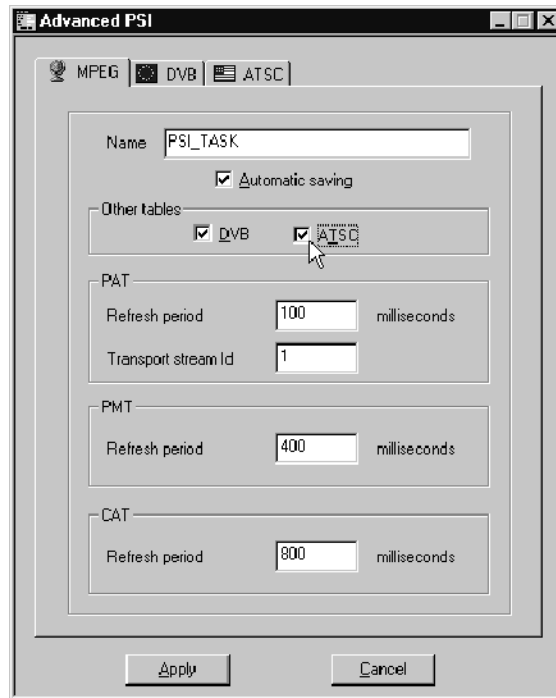 Advanced PSI
MPEG DVB ATSC
Name PSI_TASK
Automatic saving
Other tables
DVB ATSC
PAT
Refresh period 100 milliseconds
Transport stream Id 1
PMT
Refresh period 400 milliseconds
CAT
Refresh period 800 milliseconds
Apply Cancel